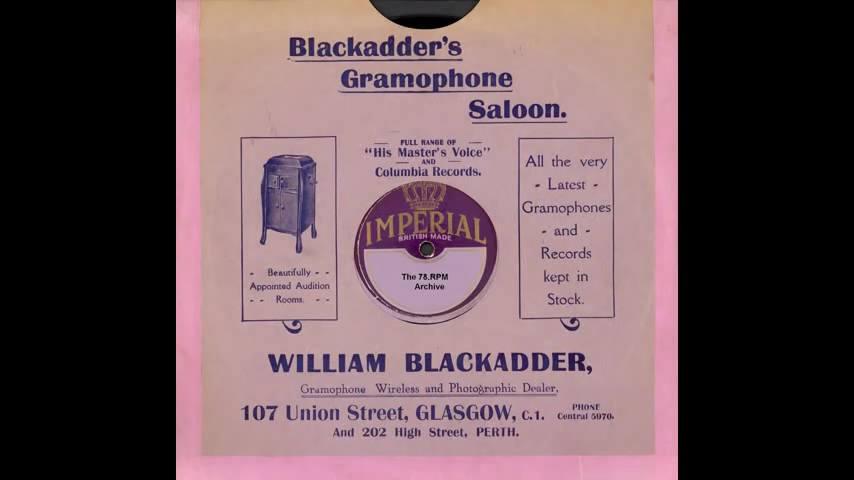 Blackadder's
Gramophone
Saloon.
FULL RANGE OF
"His Master's Voice"
AND
Columbia Records.
- Beautifully - -
Appointed Audition
- - Rooms. - -
IMPERIAL
BRITISH MADE
The 78.RPM
Archive
All the very
- Latest -
Gramophones
- and -
Records
kept in
Stock.
WILLIAM BLACKADDER,
Gramophone Wireless and Photographic Dealer,
107 Union Street, GLASGOW, C.1.
PHONE
Central 5970.
And 202 High Street, PERTH.